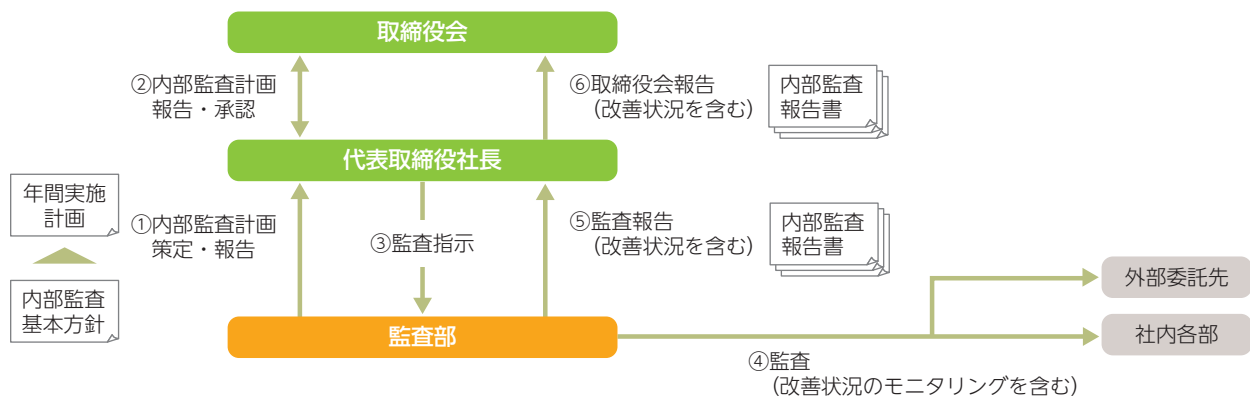 取締役会
②内部監査計画
報告・承認
⑥取締役会報告
(改善状況を含む)
内部監査
報告書
代表取締役社長
年間実施
計画
①内部監査計画
策定・報告
③監査指示
⑤監査報告
(改善状況を含む)
内部監査
報告書
内部監査
基本方針
監査部
外部委託先
社内各部
④監査
(改善状況のモニタリングを含む)